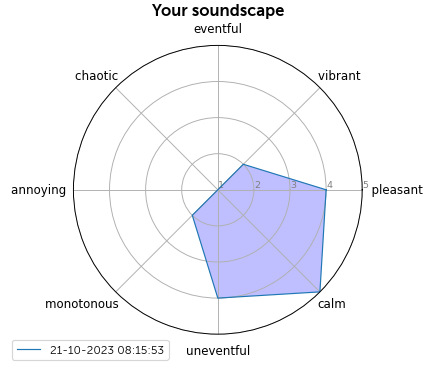 Your soundscape
eventful
chaotic
vibrant
annoying
1 2 3 4 5
pleasant
monotonous
calm
uneventful
21-10-2023 08:15:53